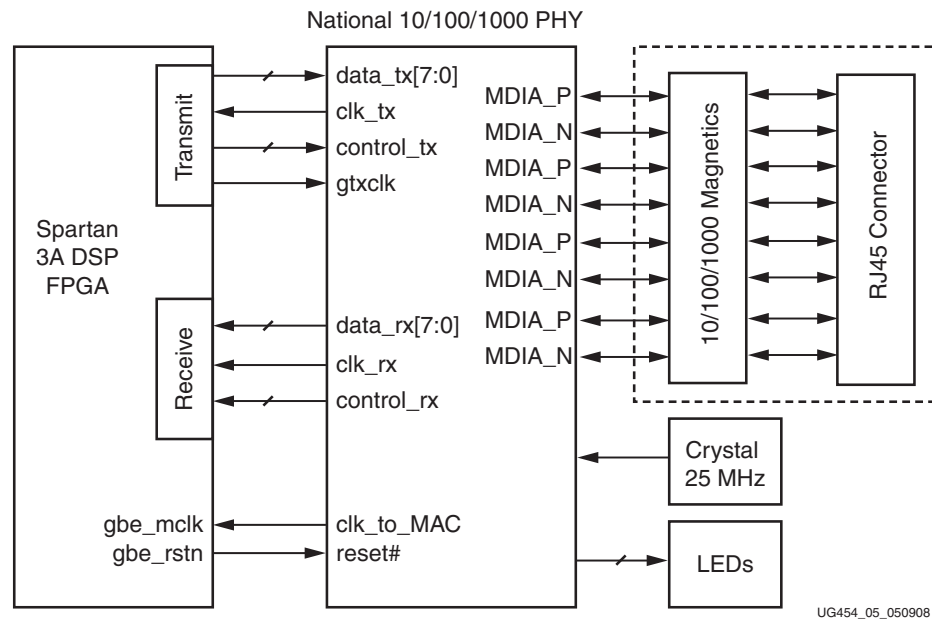 National 10/100/1000 PHY
Spartan
3A DSP
FPGA
Transmit
Receive
gbe_mclk
gbe_rstn
data_tx[7:0]
clk_tx
control_tx
gtxclk
data_rx[7:0]
clk_rx
control_rx
clk_to_MAC
reset#
MDIA_P
MDIA_N
MDIA_P
MDIA_N
MDIA_P
MDIA_N
MDIA_P
MDIA_N
10/100/1000 Magnetics
RJ45 Connector
Crystal
25 MHz
LEDs
UG454_05_050908